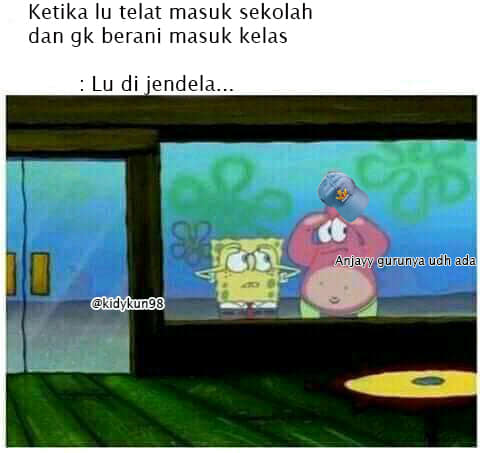 Ketika lu telat masuk sekolah
dan gk berani masuk kelas
: Lu di jendela...
Anjayy gurunya udh ada
@kidykun98